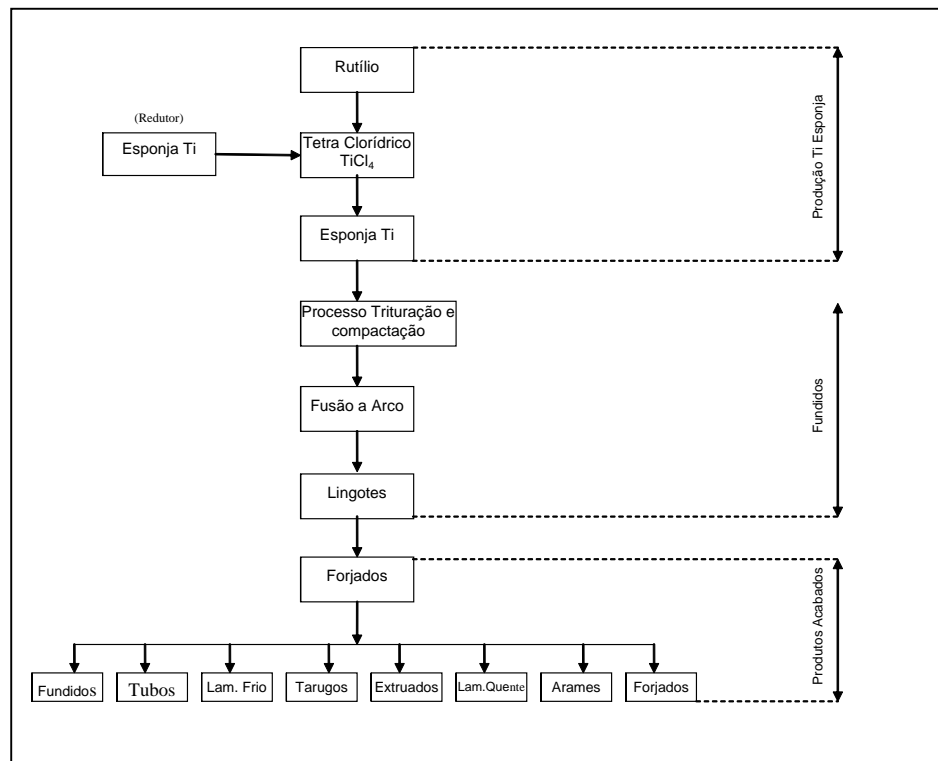 Rutílio
(Redutor)
Esponja Ti
Tetra Clorídrico
TiCl₄
Esponja Ti
Produção Ti Esponja
Processo Trituração e
compactação
Fusão a Arco
Lingotes
Fundidos
Forjados
Fundidos
Tubos
Lam. Frio
Tarugos
Extruados
Lam.Quente
Arames
Forjados
Produtos Acabados